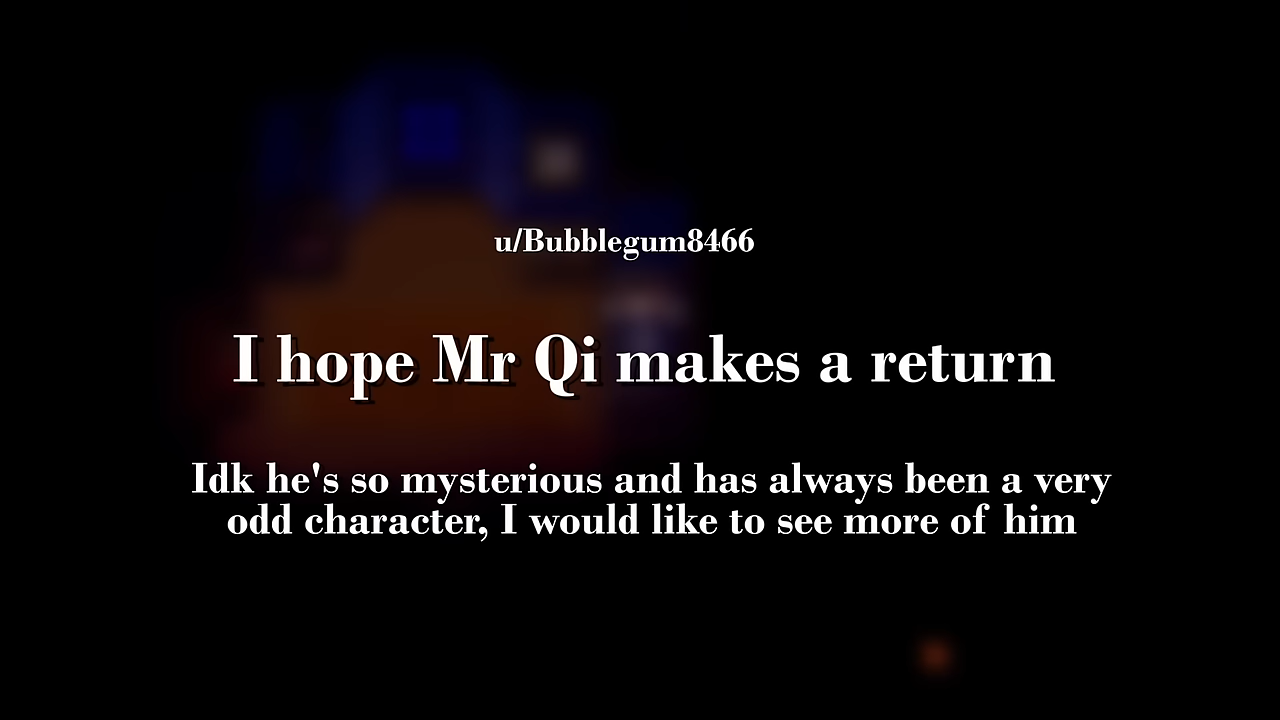 u/Bubblegum8466
I hope Mr Qi makes a return
Idk he's so mysterious and has always been a very
odd character, I would like to see more of him